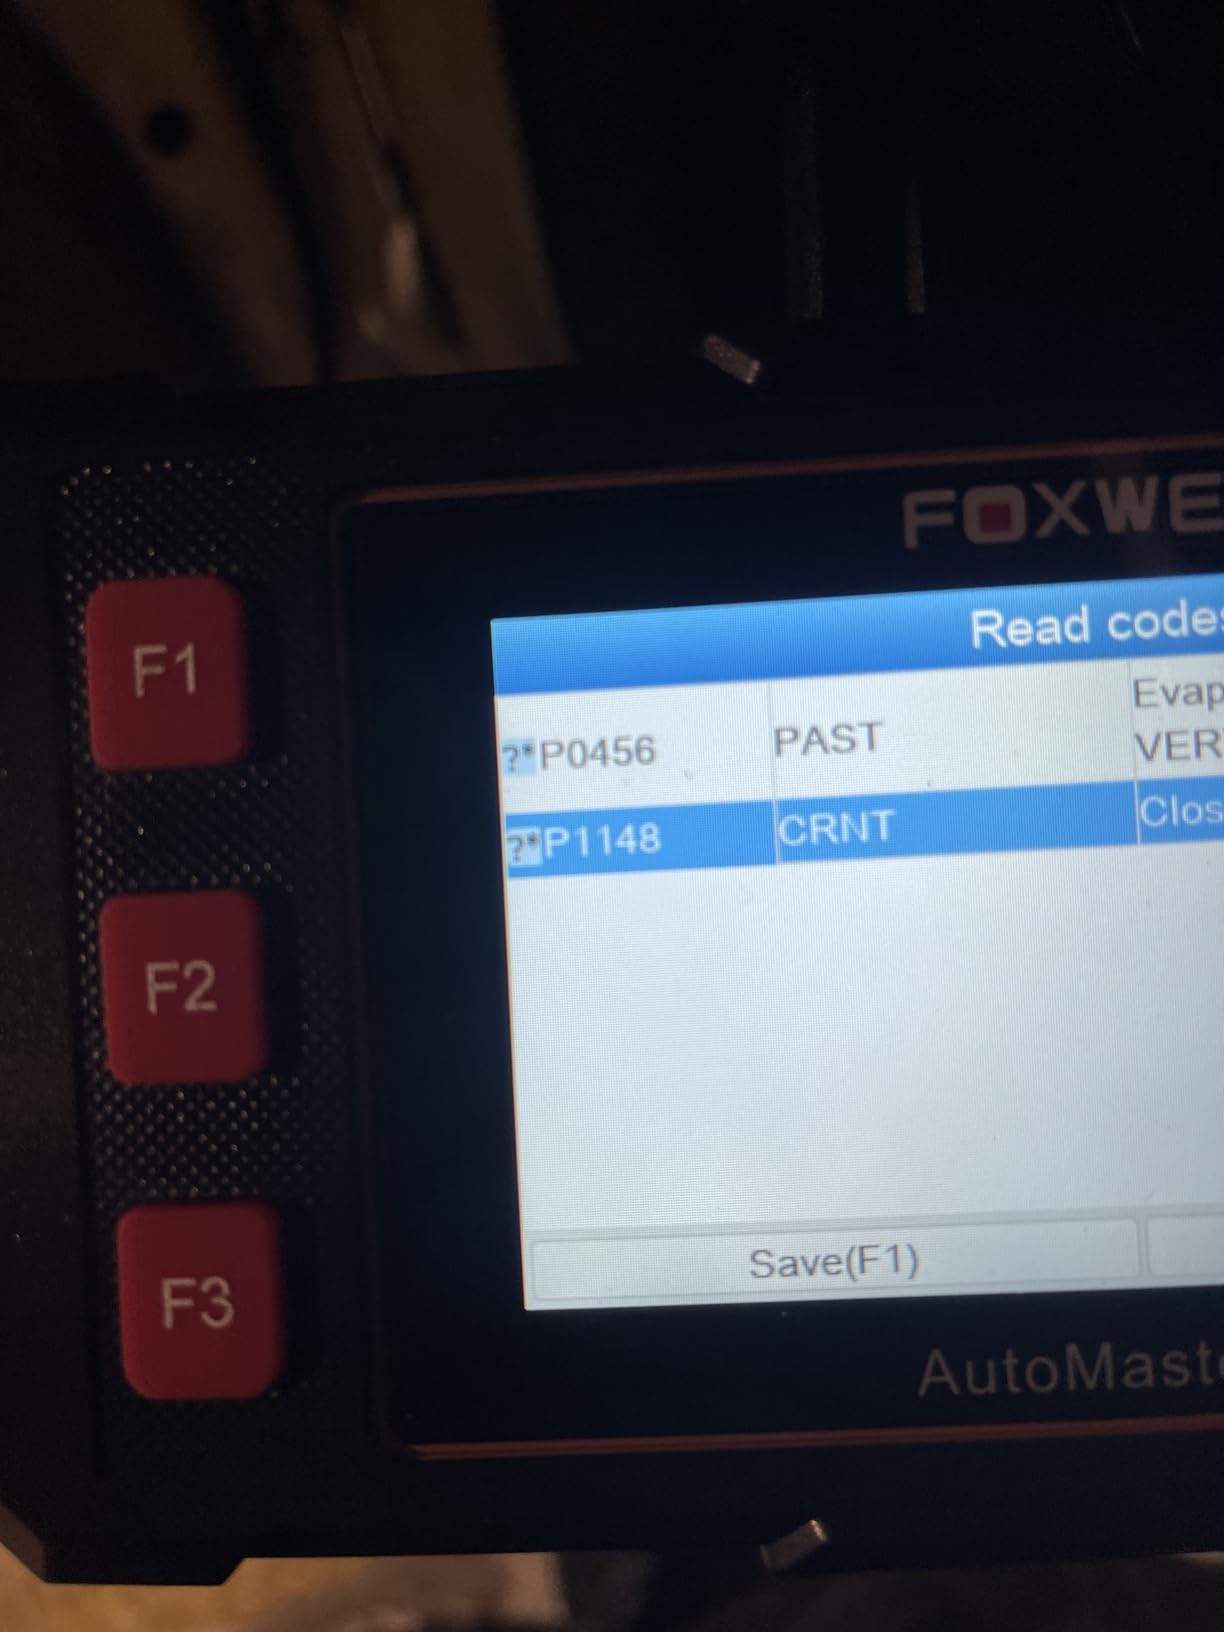 FOXWE
Read codes
?*P0456 PAST Evap
VER
?*P1148 CRNT Clos
Save(F1)
AutoMast
F1
F2
F3